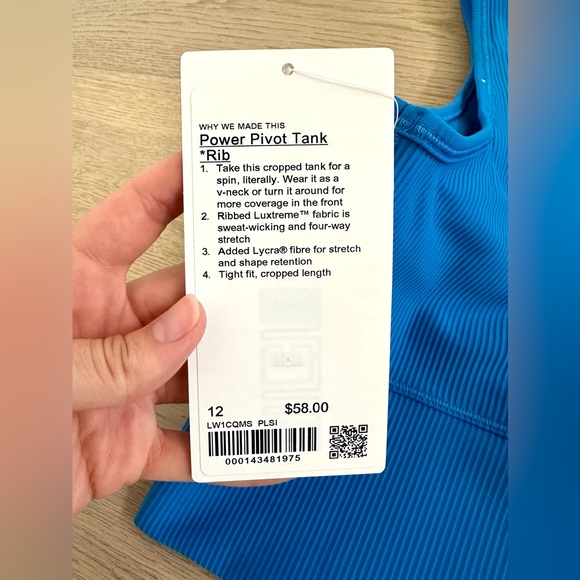 WHY WE MADE THIS
Power Pivot Tank
*Rib
1. Take this cropped tank for a
spin, literally. Wear it as a
v-neck or turn it around for
more coverage in the front
2. Ribbed Luxtreme™ fabric is
sweat-wicking and four-way
stretch
3. Added Lycra® fibre for stretch
and shape retention
4. Tight fit, cropped length
12 $58.00
LW1CQMS PLSI
000143481975